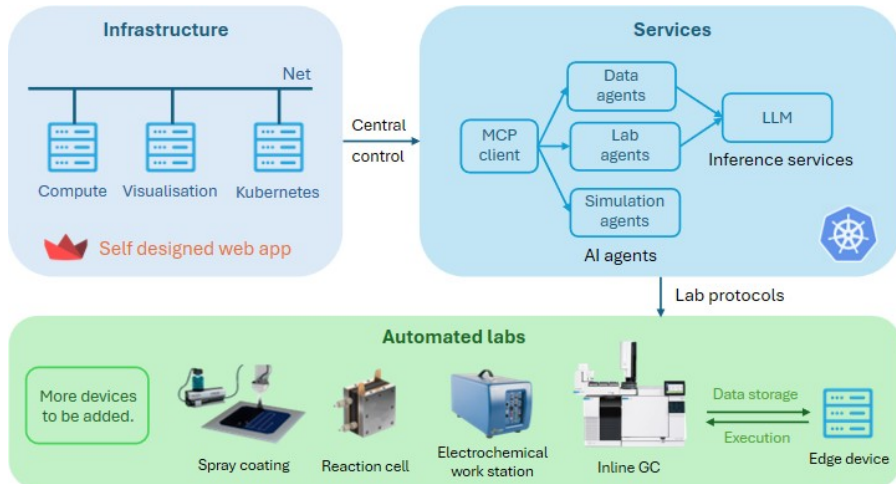 Infrastructure
Net
Compute
Visualisation
Kubernetes
Self designed web app
Central
control
Services
MCP
client
Data
agents
Lab
agents
Simulation
agents
AI agents
LLM
Inference services
Lab protocols
Automated labs
More devices
to be added.
Spray coating
Reaction cell
Electrochemical
work station
Inline GC
Data storage
Execution
Edge device